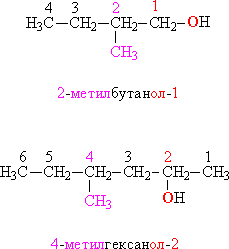 4 3 2 1
H₃C—CH₂—CH—CH₂—OH
CH₃
2-метилбутанол-1
6 5 4 3 2 1
H₃C—CH₂—CH—CH₂—CH—CH₃
CH₃ OH
4-метилгексанол-2